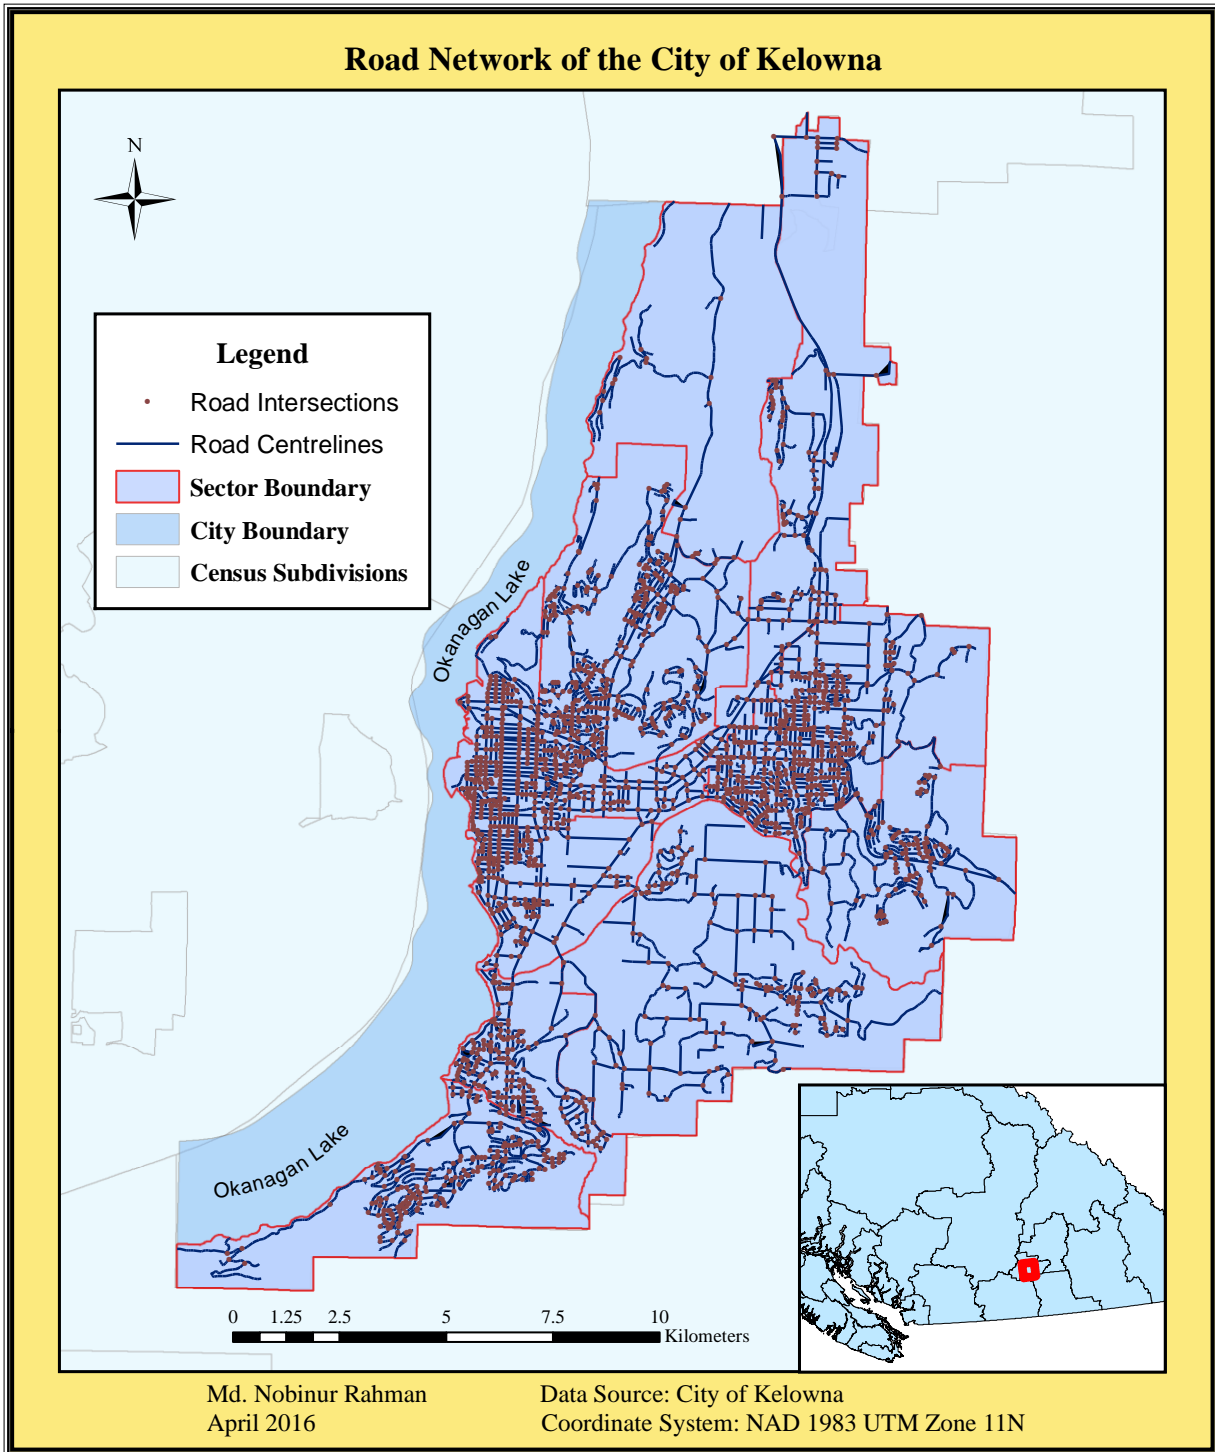 Road Network of the City of Kelowna
N
Legend
Road Intersections
Road Centrelines
Sector Boundary
City Boundary
Census Subdivisions
Okanagan Lake
Okanagan Lake
0 1.25 2.5 5 7.5 10
Kilometers
Md. Nobinur Rahman
April 2016
Data Source: City of Kelowna
Coordinate System: NAD 1983 UTM Zone 11N